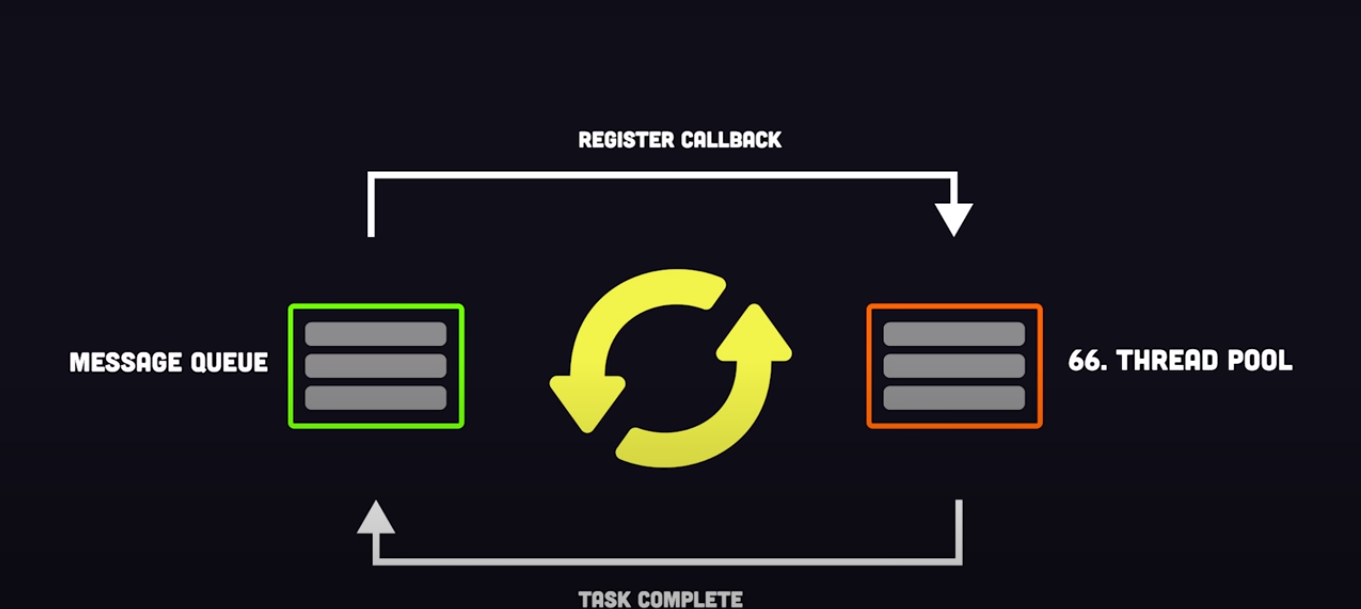 REGISTER CALLBACK
MESSAGE QUEUE
66. THREAD POOL
TASK COMPLETE